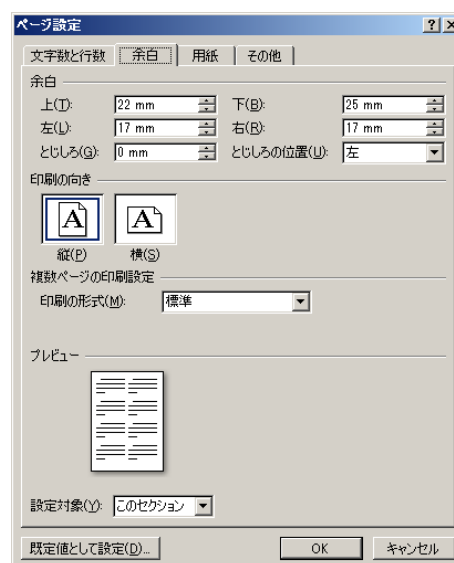 ページ設定
文字数と行数 余白 用紙 その他
余白
上(T): 22 mm 下(B): 25 mm
左(L): 17 mm 右(R): 17 mm
とじしろ(G): 0 mm とじしろの位置(U): 左
印刷の向き
A A
縦(P) 横(S)
複数ページの印刷設定
印刷の形式(M): 標準
プレビュー
設定対象(Y): このセクション
既定値として設定(D)... OK キャンセル